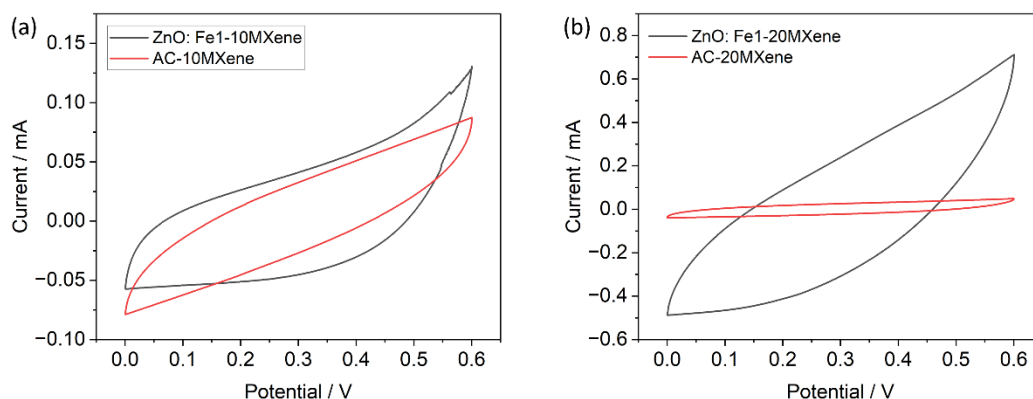 (a)
ZnO: Fe1-10MXene
AC-10MXene
0.15
0.10
0.05
0.00
−0.05
−0.10
Current / mA
0.0 0.1 0.2 0.3 0.4 0.5 0.6
Potential / V
(b)
ZnO: Fe1-20MXene
AC-20MXene
0.8
0.6
0.4
0.2
0.0
−0.2
−0.4
−0.6
Current / mA
0.0 0.1 0.2 0.3 0.4 0.5 0.6
Potential / V